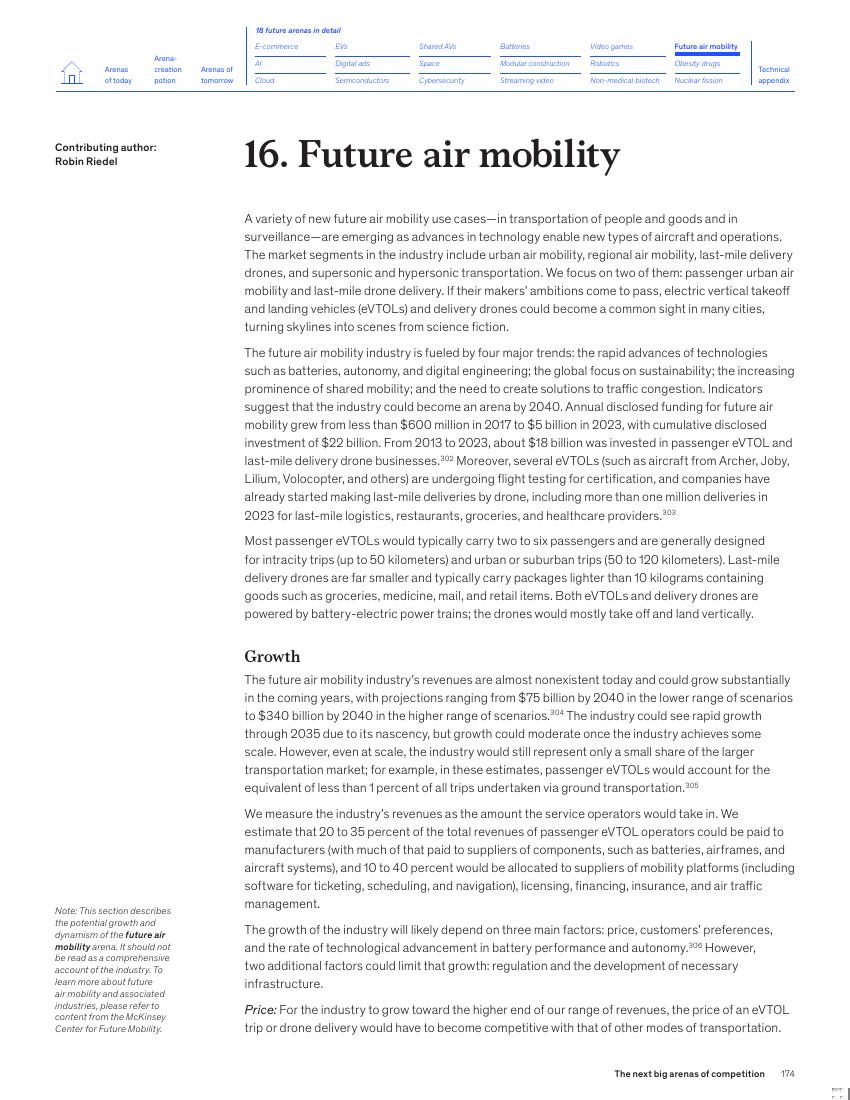 18 future arenas in detail
Arenas of today
Arena-creation potion
Arenas of tomorrow
E-commerce
EVs
Shared AVs
Batteries
Video games
Future air mobility
AI
Digital ads
Space
Modular construction
Robotics
Obesity drugs
Cloud
Semiconductors
Cybersecurity
Streaming video
Non-medical biotech
Nuclear fission
Technical appendix
Contributing author:
Robin Riedel
16. Future air mobility
A variety of new future air mobility use cases—in transportation of people and goods and in
surveillance—are emerging as advances in technology enable new types of aircraft and operations.
The market segments in the industry include urban air mobility, regional air mobility, last-mile delivery
drones, and supersonic and hypersonic transportation. We focus on two of them: passenger urban air
mobility and last-mile drone delivery. If their makers’ ambitions come to pass, electric vertical takeoff
and landing vehicles (eVTOLs) and delivery drones could become a common sight in many cities,
turning skylines into scenes from science fiction.
The future air mobility industry is fueled by four major trends: the rapid advances of technologies
such as batteries, autonomy, and digital engineering; the global focus on sustainability; the increasing
prominence of shared mobility; and the need to create solutions to traffic congestion. Indicators
suggest that the industry could become an arena by 2040. Annual disclosed funding for future air
mobility grew from less than $600 million in 2017 to $5 billion in 2023, with cumulative disclosed
investment of $22 billion. From 2013 to 2023, about $18 billion was invested in passenger eVTOL and
last-mile delivery drone businesses.302 Moreover, several eVTOLs (such as aircraft from Archer, Joby,
Lilium, Volocopter, and others) are undergoing flight testing for certification, and companies have
already started making last-mile deliveries by drone, including more than one million deliveries in
2023 for last-mile logistics, restaurants, groceries, and healthcare providers.303
Most passenger eVTOLs would typically carry two to six passengers and are generally designed
for intracity trips (up to 50 kilometers) and urban or suburban trips (50 to 120 kilometers). Last-mile
delivery drones are far smaller and typically carry packages lighter than 10 kilograms containing
goods such as groceries, medicine, mail, and retail items. Both eVTOLs and delivery drones are
powered by battery-electric power trains; the drones would mostly take off and land vertically.
Growth
The future air mobility industry’s revenues are almost nonexistent today and could grow substantially
in the coming years, with projections ranging from $75 billion by 2040 in the lower range of scenarios
to $340 billion by 2040 in the higher range of scenarios.304 The industry could see rapid growth
through 2035 due to its nascency, but growth could moderate once the industry achieves some
scale. However, even at scale, the industry would still represent only a small share of the larger
transportation market; for example, in these estimates, passenger eVTOLs would account for the
equivalent of less than 1 percent of all trips undertaken via ground transportation.305
We measure the industry’s revenues as the amount the service operators would take in. We
estimate that 20 to 35 percent of the total revenues of passenger eVTOL operators could be paid to
manufacturers (with much of that paid to suppliers of components, such as batteries, airframes, and
aircraft systems), and 10 to 40 percent would be allocated to suppliers of mobility platforms (including
software for ticketing, scheduling, and navigation), licensing, financing, insurance, and air traffic
management.
The growth of the industry will likely depend on three main factors: price, customers’ preferences,
and the rate of technological advancement in battery performance and autonomy.306 However,
two additional factors could limit that growth: regulation and the development of necessary
infrastructure.
Price: For the industry to grow toward the higher end of our range of revenues, the price of an eVTOL
trip or drone delivery would have to become competitive with that of other modes of transportation.
Note: This section describes
the potential growth and
dynamism of the future air
mobility arena. It should not
be read as a comprehensive
account of the industry. To
learn more about future
air mobility and associated
industries, please refer to
content from the McKinsey
Center for Future Mobility.
The next big arenas of competition 174